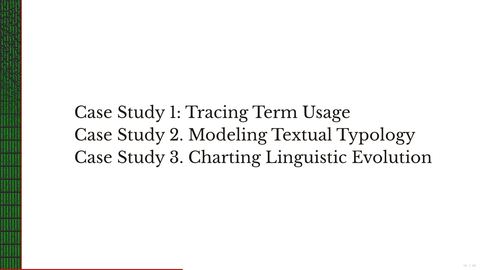 Case Study 1: Tracing Term Usage
Case Study 2. Modeling Textual Typology
Case Study 3. Charting Linguistic Evolution